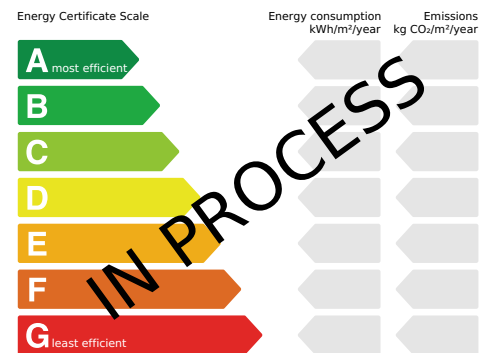 Energy Certificate Scale
Energy consumption
kWh/m²/year
Emissions
kg CO₂/m²/year
A most efficient
B
C
D
E
F
G least efficient
IN PROCESS